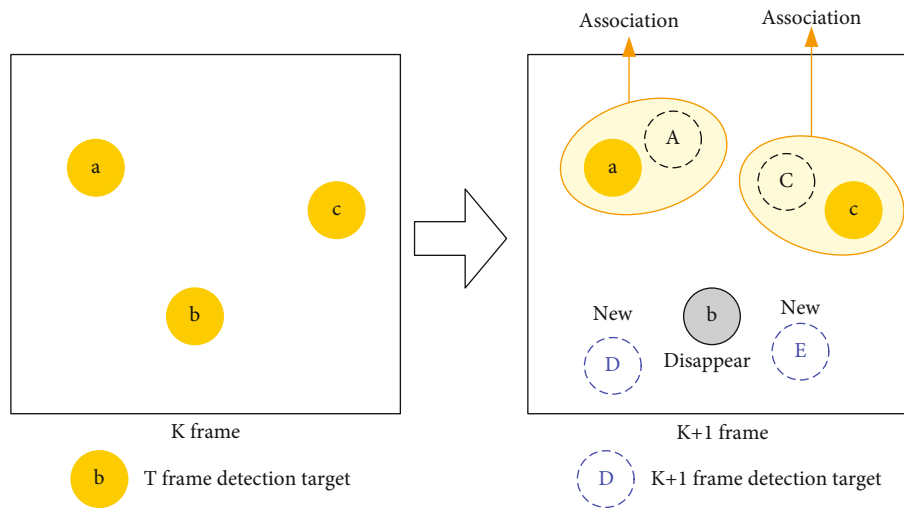 Association
Association
a
c
b
A
a
C
c
New
b
New
D
Disappear
E
K frame
K+1 frame
b
T frame detection target
D
K+1 frame detection target